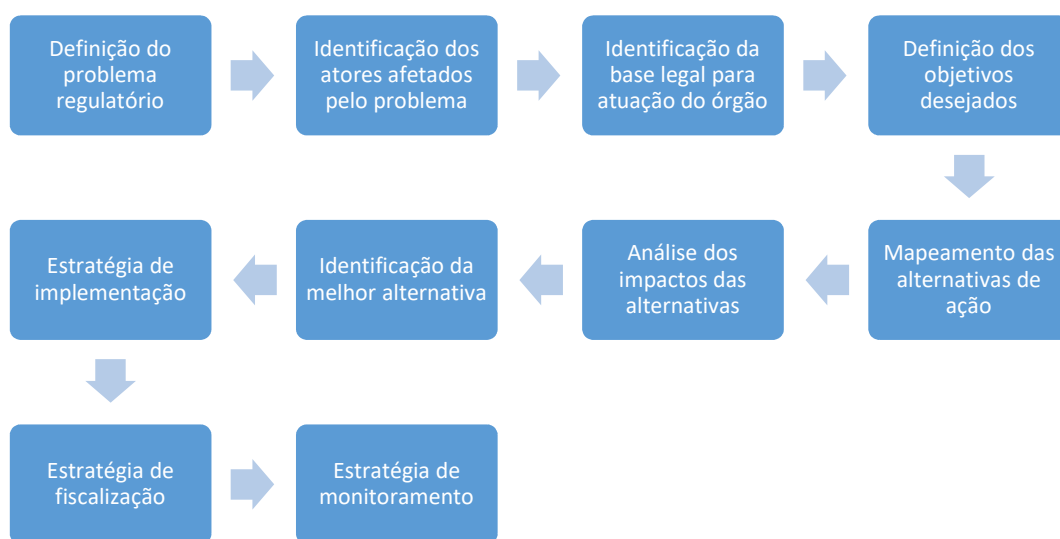 Definição do
problema
regulatório
Identificação dos
atores afetados
pelo problema
Identificação da
base legal para
atuação do órgão
Definição dos
objetivos
desejados
Mapeamento das
alternativas de
ação
Análise dos
impactos das
alternativas
Identificação da
melhor alternativa
Estratégia de
implementação
Estratégia de
fiscalização
Estratégia de
monitoramento